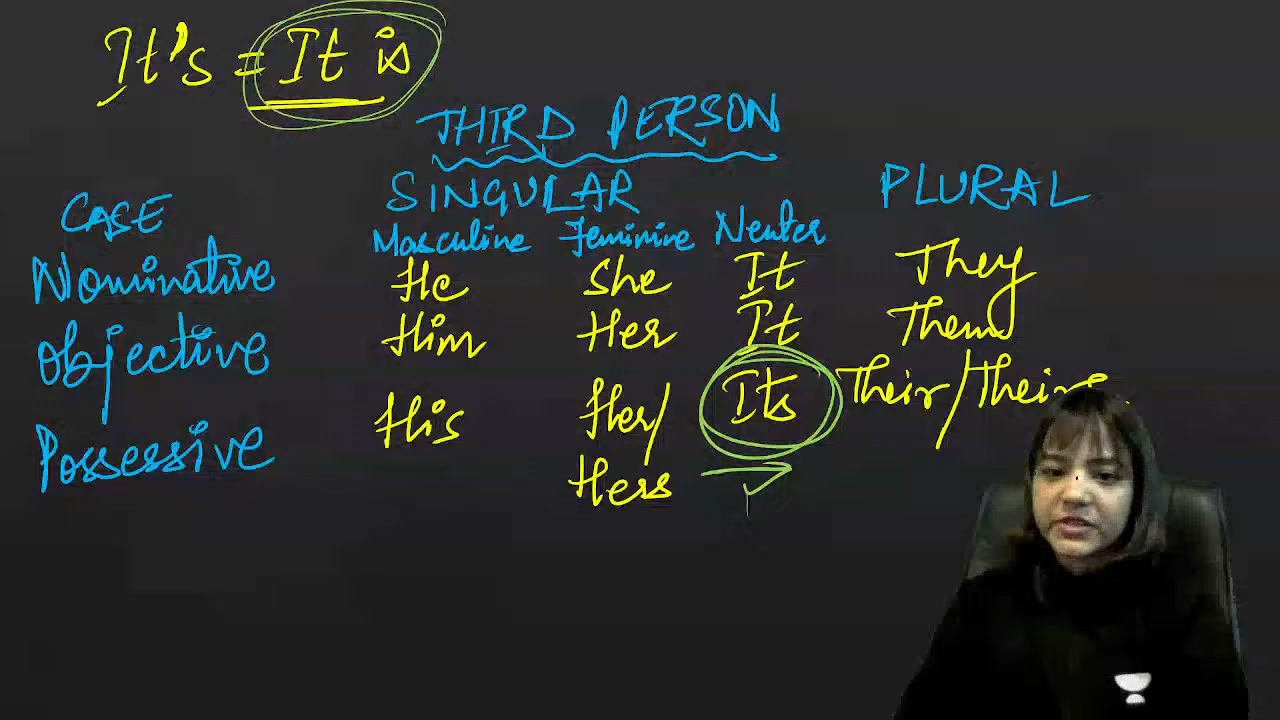 It's = It is
THIRD PERSON
SINGULAR PLURAL
CASE Masculine Feminine Neuter
Nominative He She It They
Objective Him Her It Them
Possessive His Her/ Its Their/Theirs
Hers